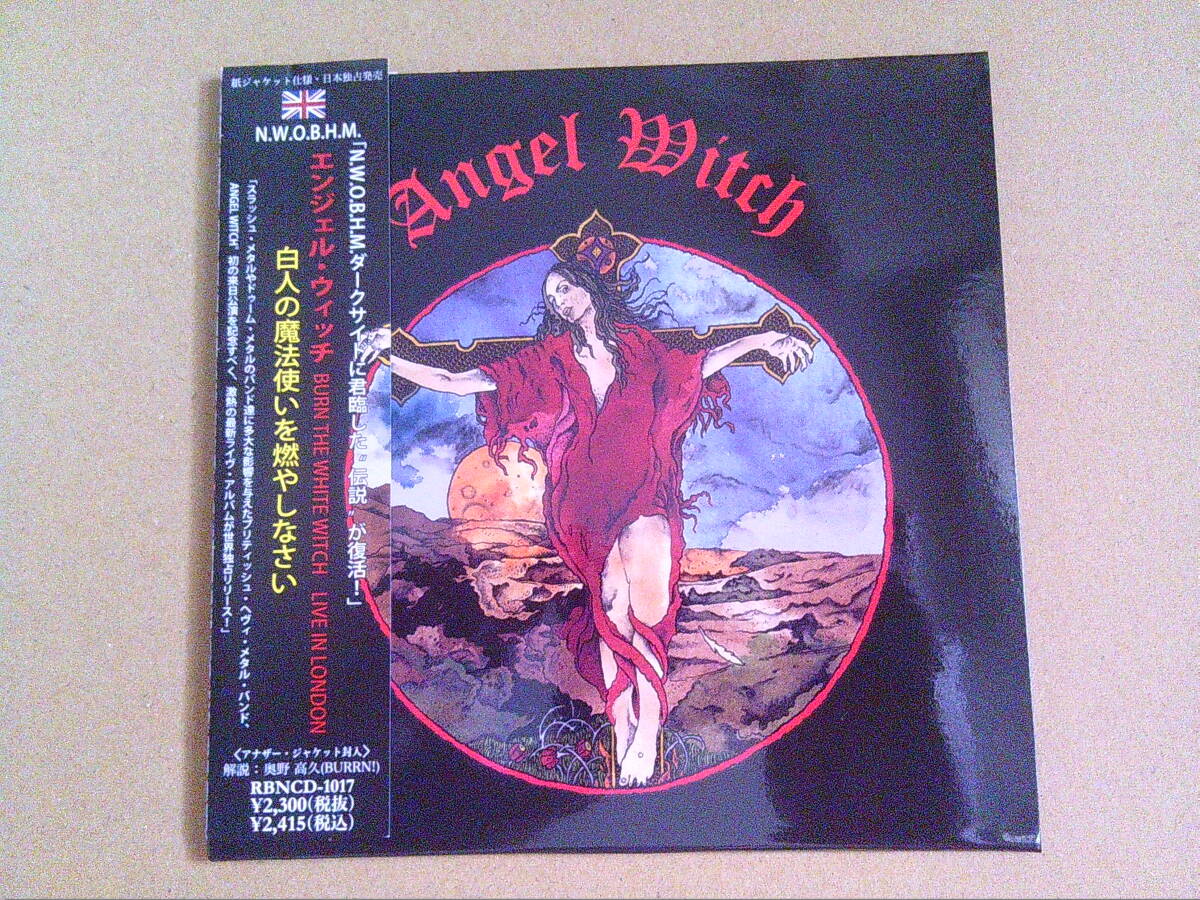 紙ジャケット仕様・日本独占発売
N.W.O.B.H.M.
「N.W.O.B.H.M.ダークサイドに君臨した“伝説”が復活！」
エンジェル・ウィッチ BURN THE WHITE WITCH LIVE IN LONDON
白人の魔法使いを燃やしなさい
「スラッシュ・メタルやドゥーム・メタルのバンド達に多大な影響を与えたブリティッシュ・ヘヴィ・メタル・バンド、
ANGEL WITCH。初の来日公演を記念すべく、激熱の最新ライヴ・アルバムが世界独占リリース！」
〈アナザー・ジャケット封入〉
解説：奥野 高久(BURRN!)
RBNCD-1017
¥2,300(税抜)
¥2,415(税込)
Angel Witch